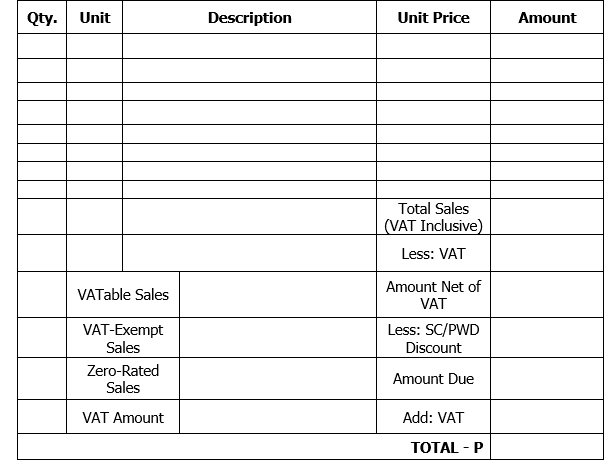 Qty. Unit Description Unit Price Amount
Total Sales
(VAT Inclusive)
Less: VAT
VATable Sales
Amount Net of
VAT
VAT-Exempt
Sales
Less: SC/PWD
Discount
Zero-Rated
Sales
Amount Due
VAT Amount
Add: VAT
TOTAL - P